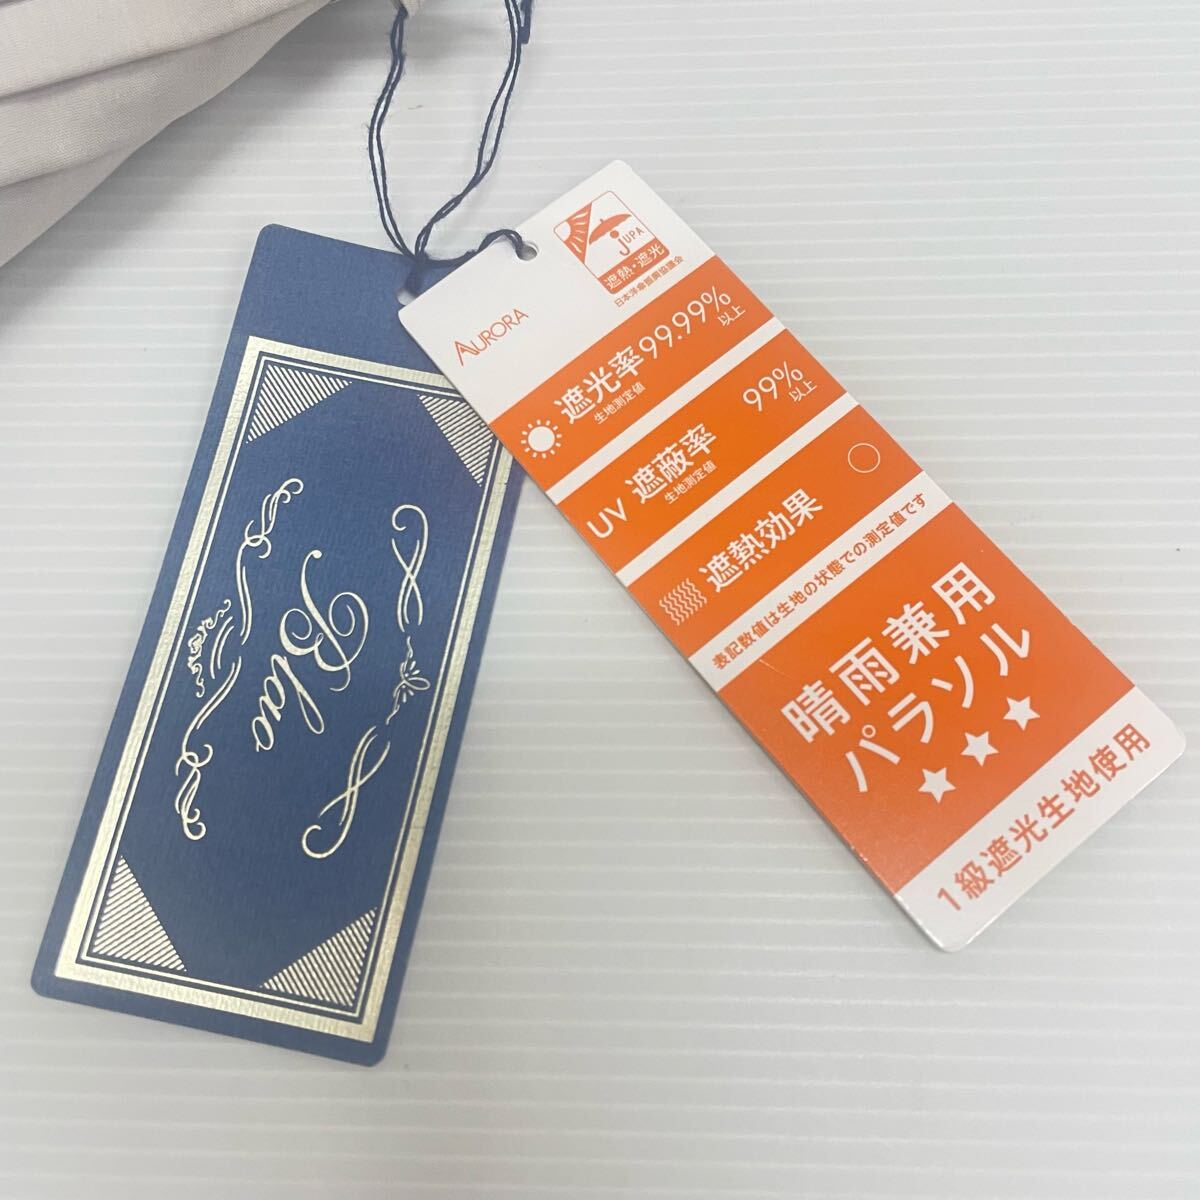 Blao
AURORA
JUPA
遮熱・遮光
日本洋傘振興協議会
遮光率 99.99%以上
生地測定値
UV 遮蔽率 99%以上
生地測定値
遮熱効果 ○
表記数値は生地の状態での測定値です
晴雨兼用
パラソル
★★★
1級遮光生地使用